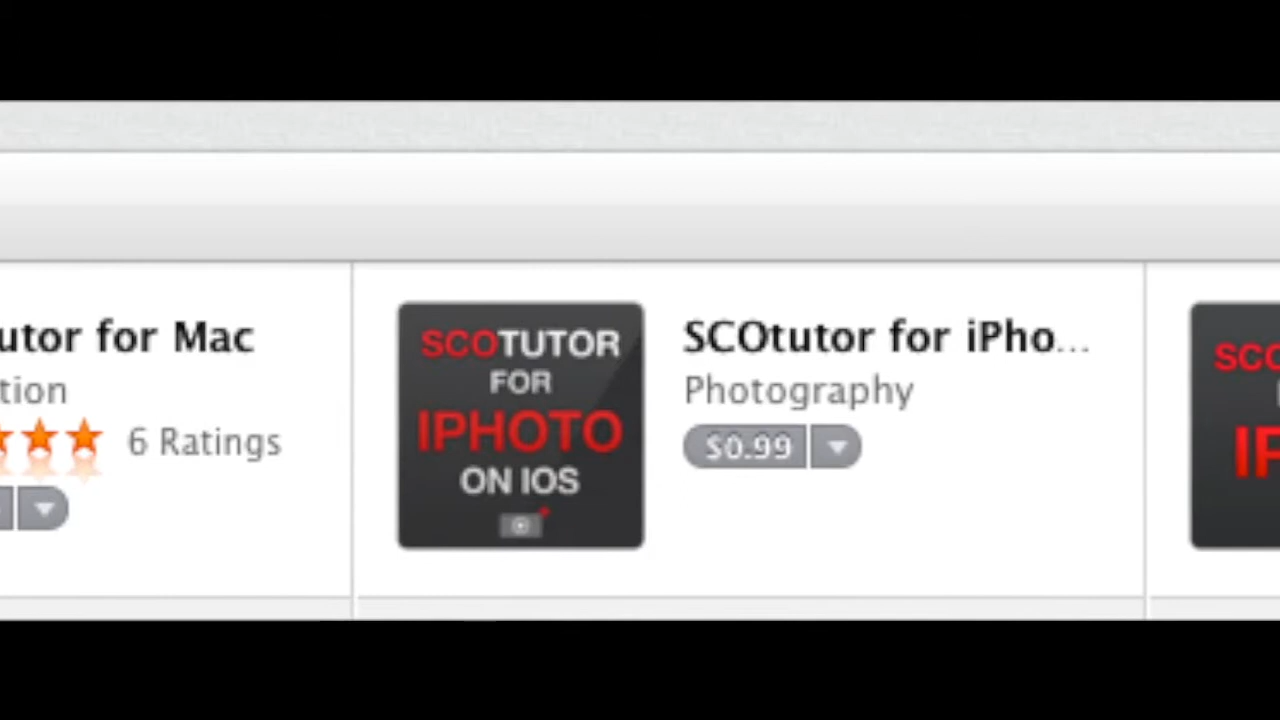 utor for Mac
tion
6 Ratings
SCOTUTOR
FOR
IPHOTO
ON IOS
SCOtutor for iPho...
Photography
$0.99
SCO
IP